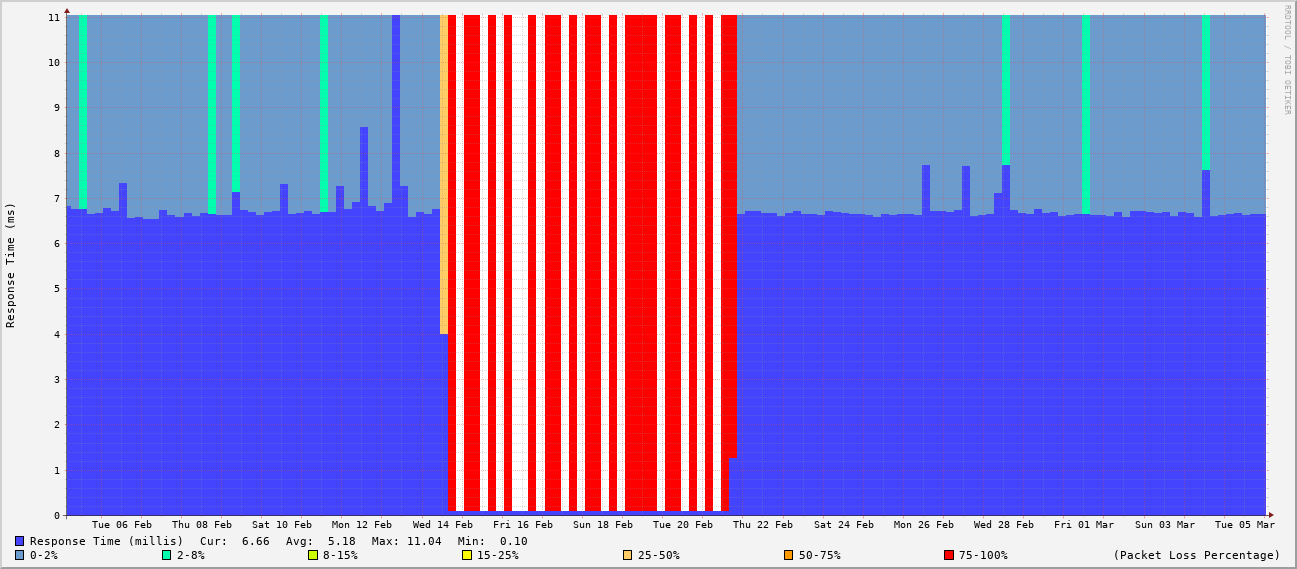 RRDTOOL / TOBI OETIKER
Response Time (ms)
11
10
9
8
7
6
5
4
3
2
1
0
Tue 06 Feb Thu 08 Feb Sat 10 Feb Mon 12 Feb Wed 14 Feb Fri 16 Feb Sun 18 Feb Tue 20 Feb Thu 22 Feb Sat 24 Feb Mon 26 Feb Wed 28 Feb Fri 01 Mar Sun 03 Mar Tue 05 Mar
Response Time (millis) Cur: 6.66 Avg: 5.18 Max: 11.04 Min: 0.10
0-2% 2-8% 8-15% 15-25% 25-50% 50-75% 75-100% (Packet Loss Percentage)